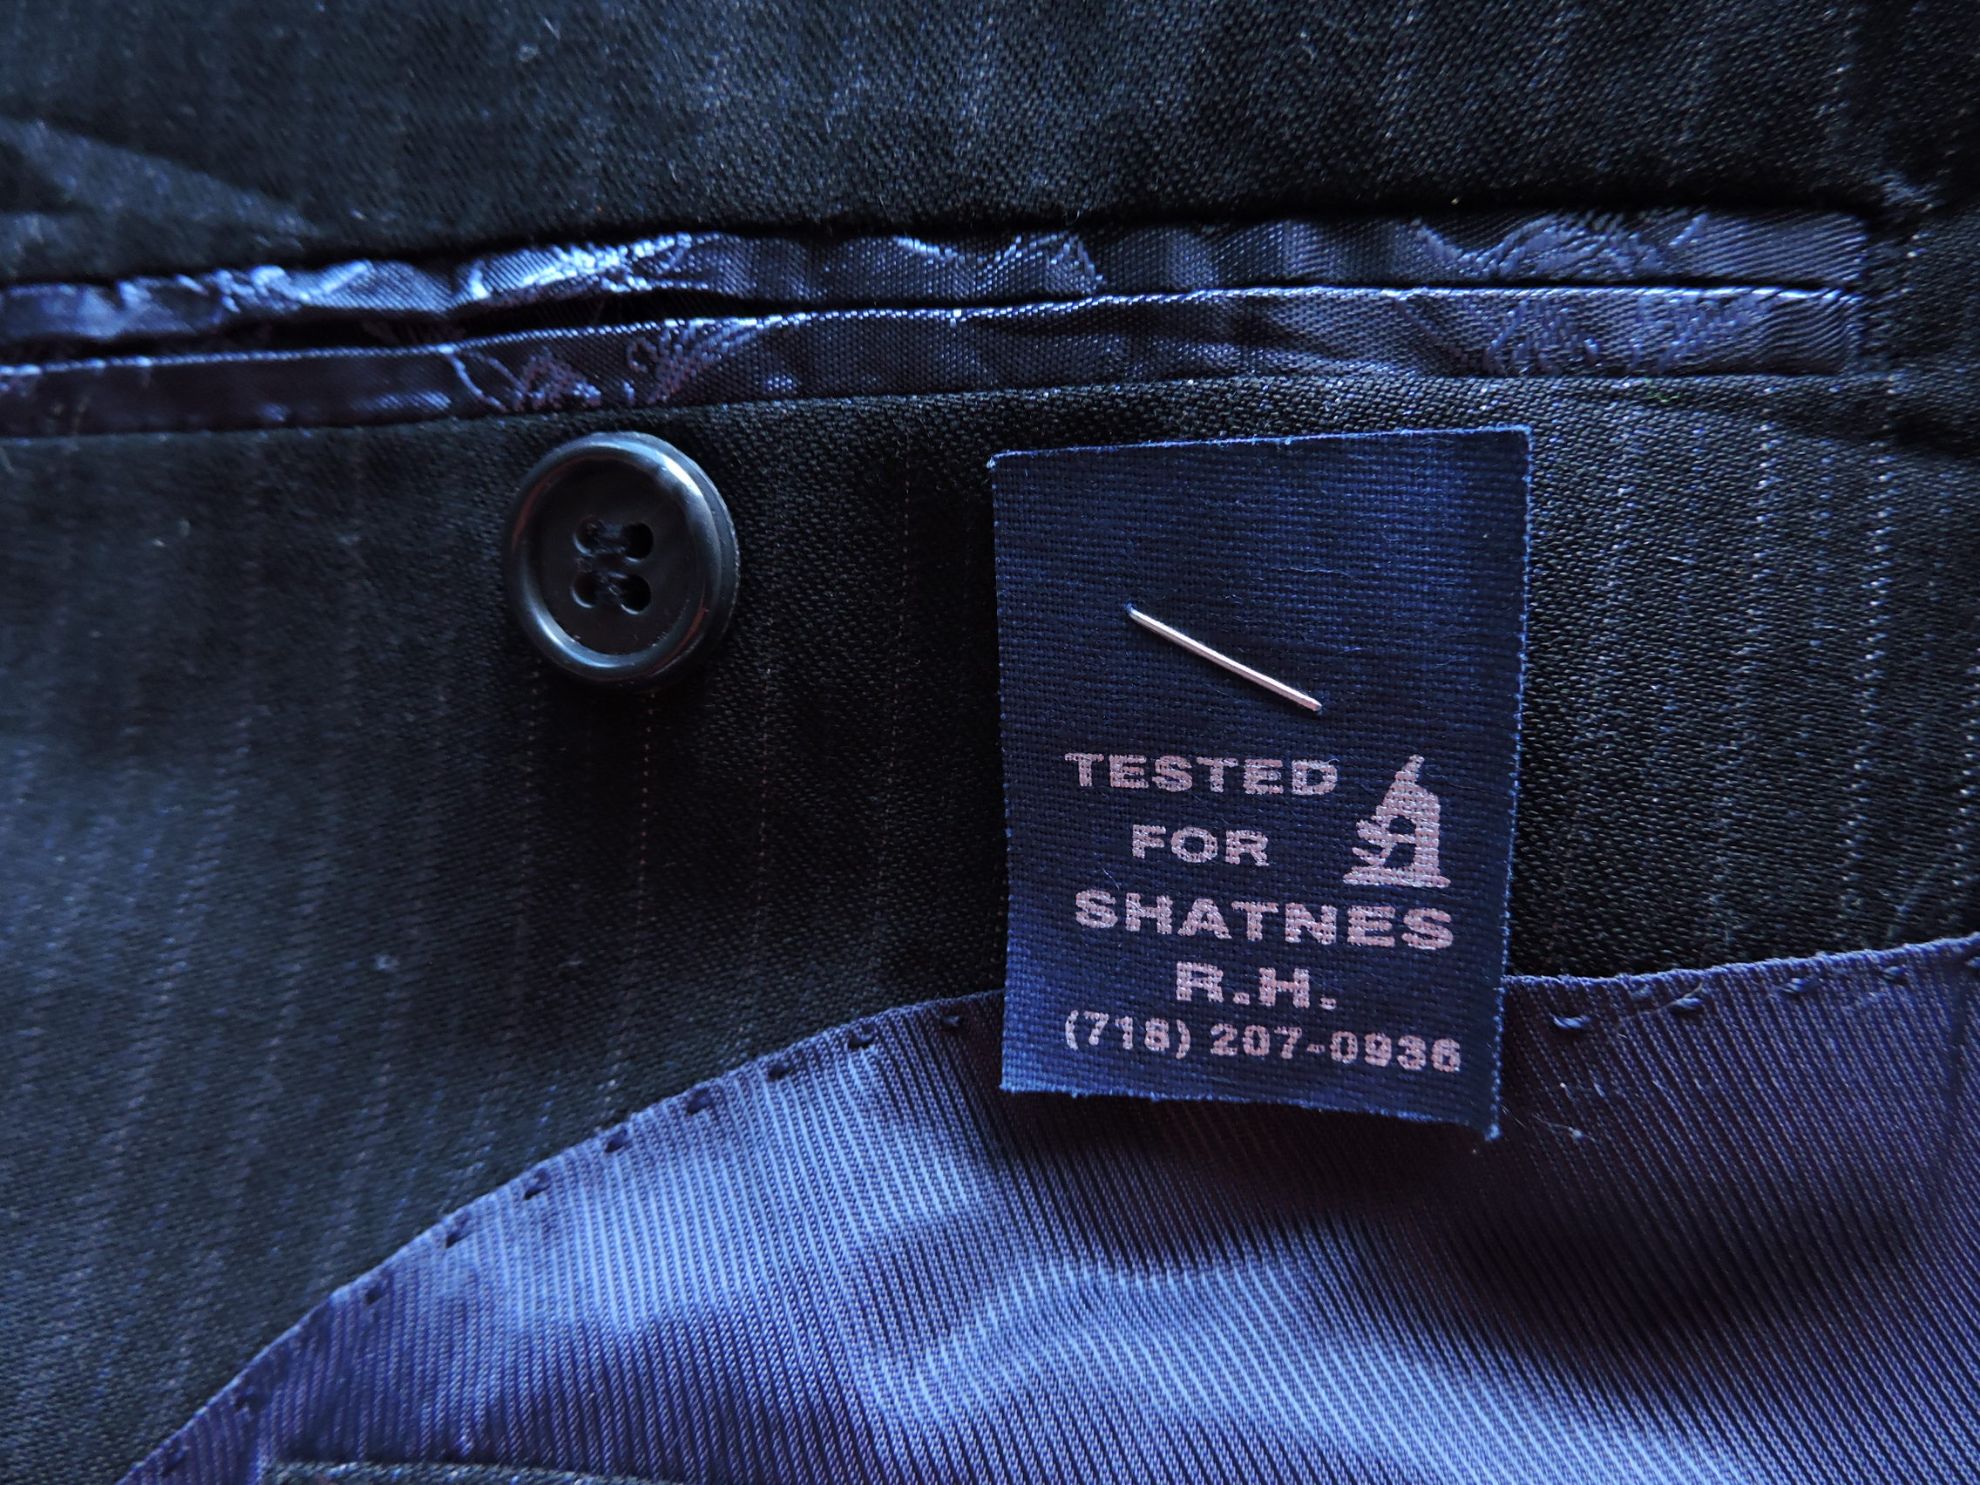 TESTED
FOR
SHATNES
R.H.
(718) 207-0936